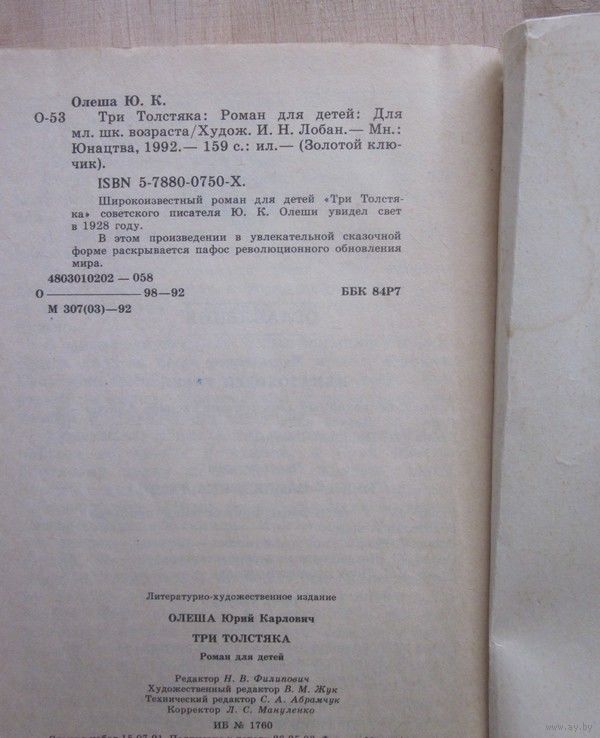 Олеша Ю. К.
О-53 Три Толстяка: Роман для детей: Для
мл. шк. возраста/Худож. И. Н. Лобан.— Мн.:
Юнацтва, 1992.— 159 с.: ил.— (Золотой клю-
чик).
ISBN 5-7880-0750-X.
Широкоизвестный роман для детей «Три Толстя-
ка» советского писателя Ю. К. Олеши увидел свет
в 1928 году.
В этом произведении в увлекательной сказочной
форме раскрывается пафос революционного обновления
мира.
4803010202—058
О ———— 98—92 ББК 84Р7
М 307(03)—92
Литературно-художественное издание
ОЛЕША Юрий Карлович
ТРИ ТОЛСТЯКА
Роман для детей
Редактор Н. В. Филипович
Художественный редактор В. М. Жук
Технический редактор С. А. Абрамчук
Корректор Л. С. Мануленко
ИБ № 1760
www.ay.by